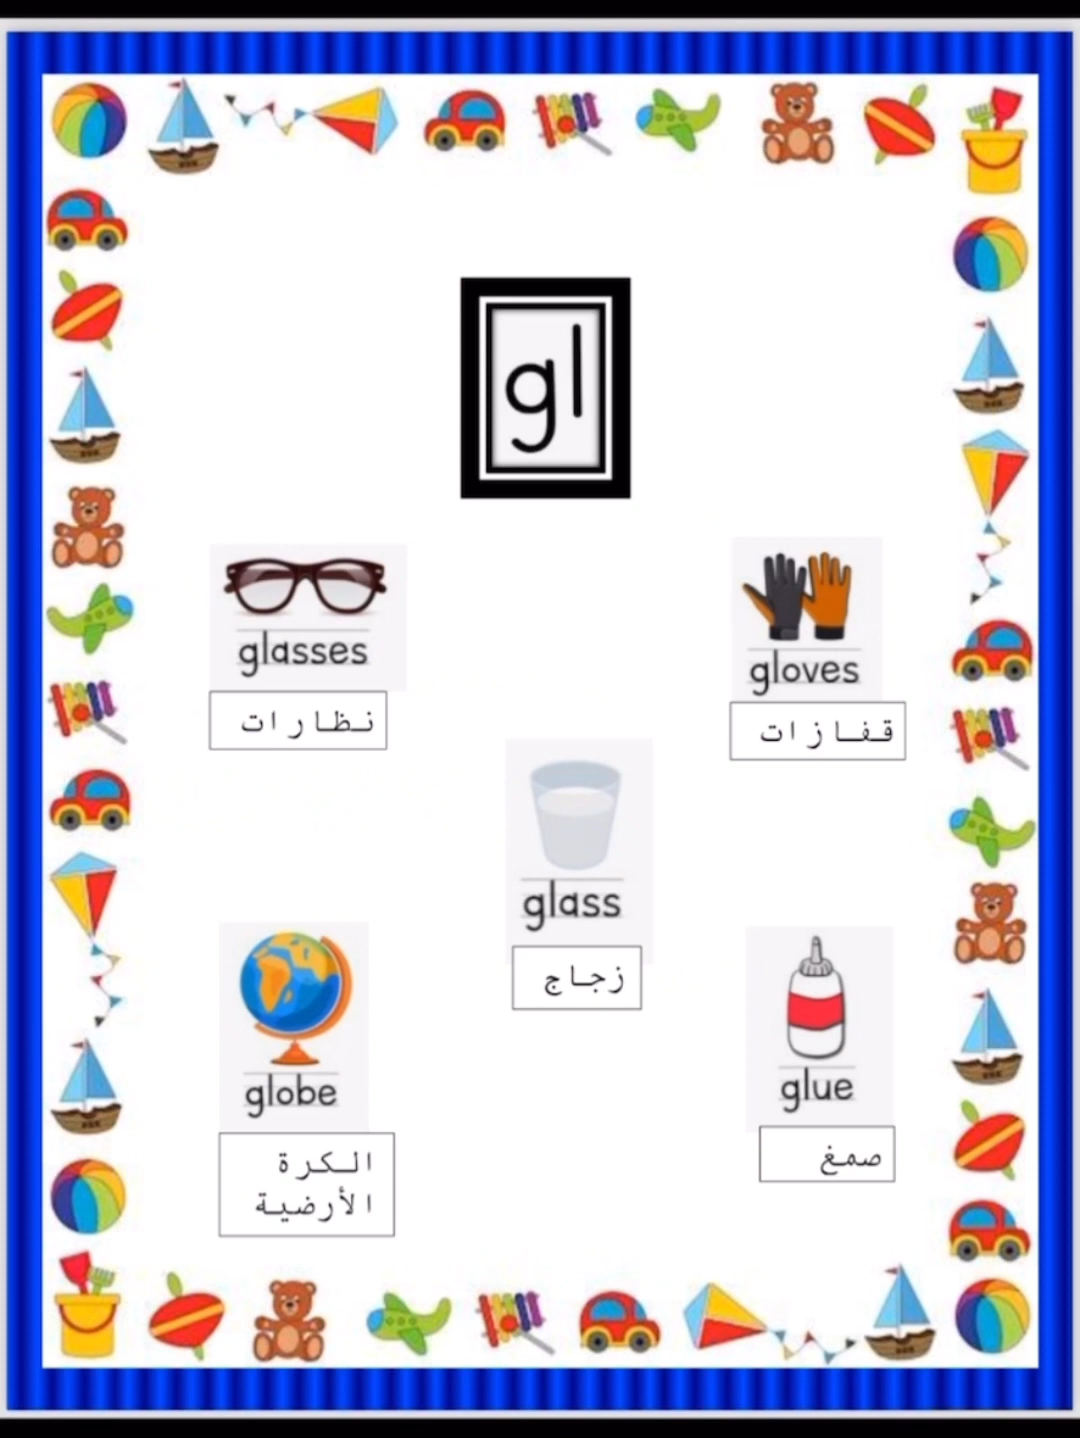 gl
glasses
نظارات
gloves
قفازات
glass
زجاج
globe
الكرة
الأرضية
glue
صمغ